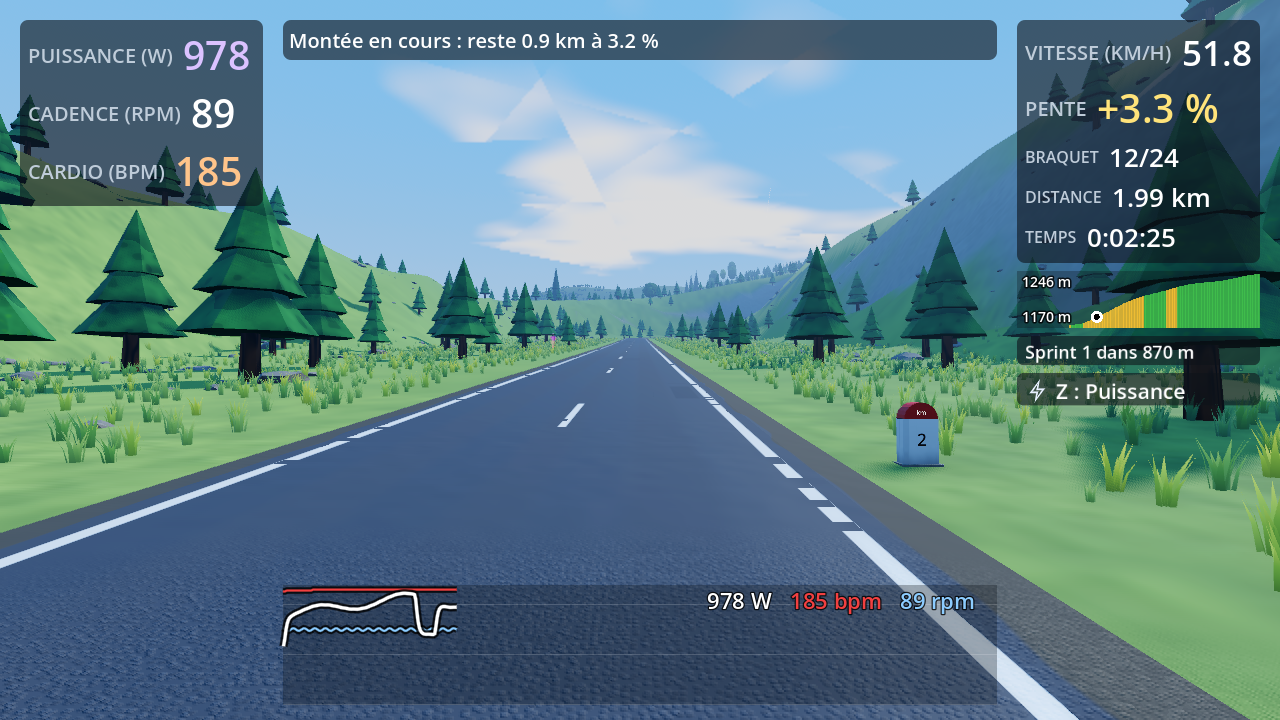 PUISSANCE (W) 978
CADENCE (RPM) 89
CARDIO (BPM) 185
Montée en cours : reste 0.9 km à 3.2 %
VITESSE (KM/H) 51.8
PENTE +3.3 %
BRAQUET 12/24
DISTANCE 1.99 km
TEMPS 0:02:25
1246 m
1170 m
Sprint 1 dans 870 m
Z : Puissance
km
2
978 W 185 bpm 89 rpm